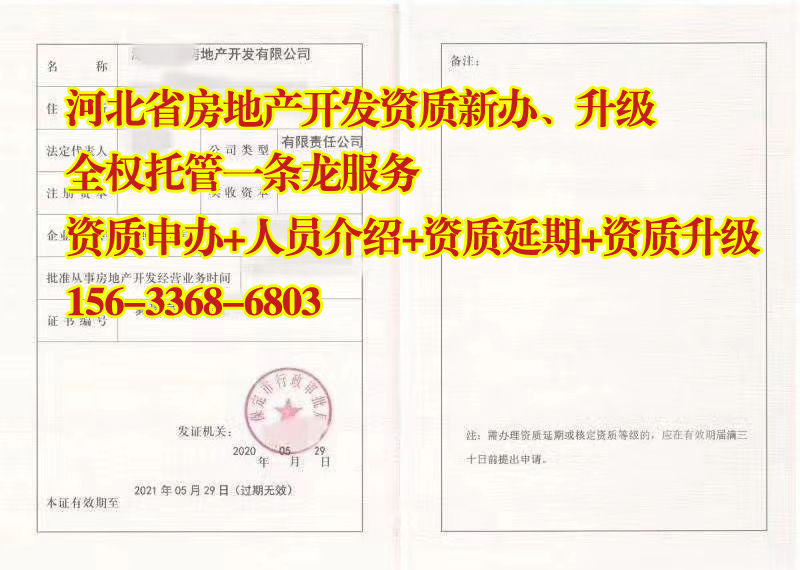 名 称
房地产开发有限公司
备注：
河北省房地产开发资质新办、升级
住
法定代表人
公司类型
有限责任公司
全权托管一条龙服务
注册资本
实收资本
企业
资质申办+人员介绍+资质延期+资质升级
批准从事房地产开发经营业务时间
156-3368-6803
证书编号
保定市行政审批
发证机关：
2020 05 29
年 月 日
注：需办理资质延期或核定资质等级的，应在有效期届满三
十日前提出申请。
2021 年 05 月 29 日（过期无效）
本证有效期至